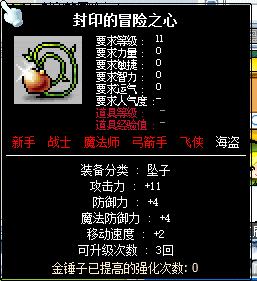 封印的冒险之心
要求等级: 11
要求力量: -
要求敏捷: -
要求智力: -
要求运气: -
要求人气度: -
道具等级: -
道具经验值: -
新手 战士 魔法师 弓箭手 飞侠 海盗
装备分类 : 坠子
攻击力 : +11
防御力 : +4
魔法防御力 : +4
移动速度 : +2
可升级次数 : 3回
金锤子已提高的强化次数: 0